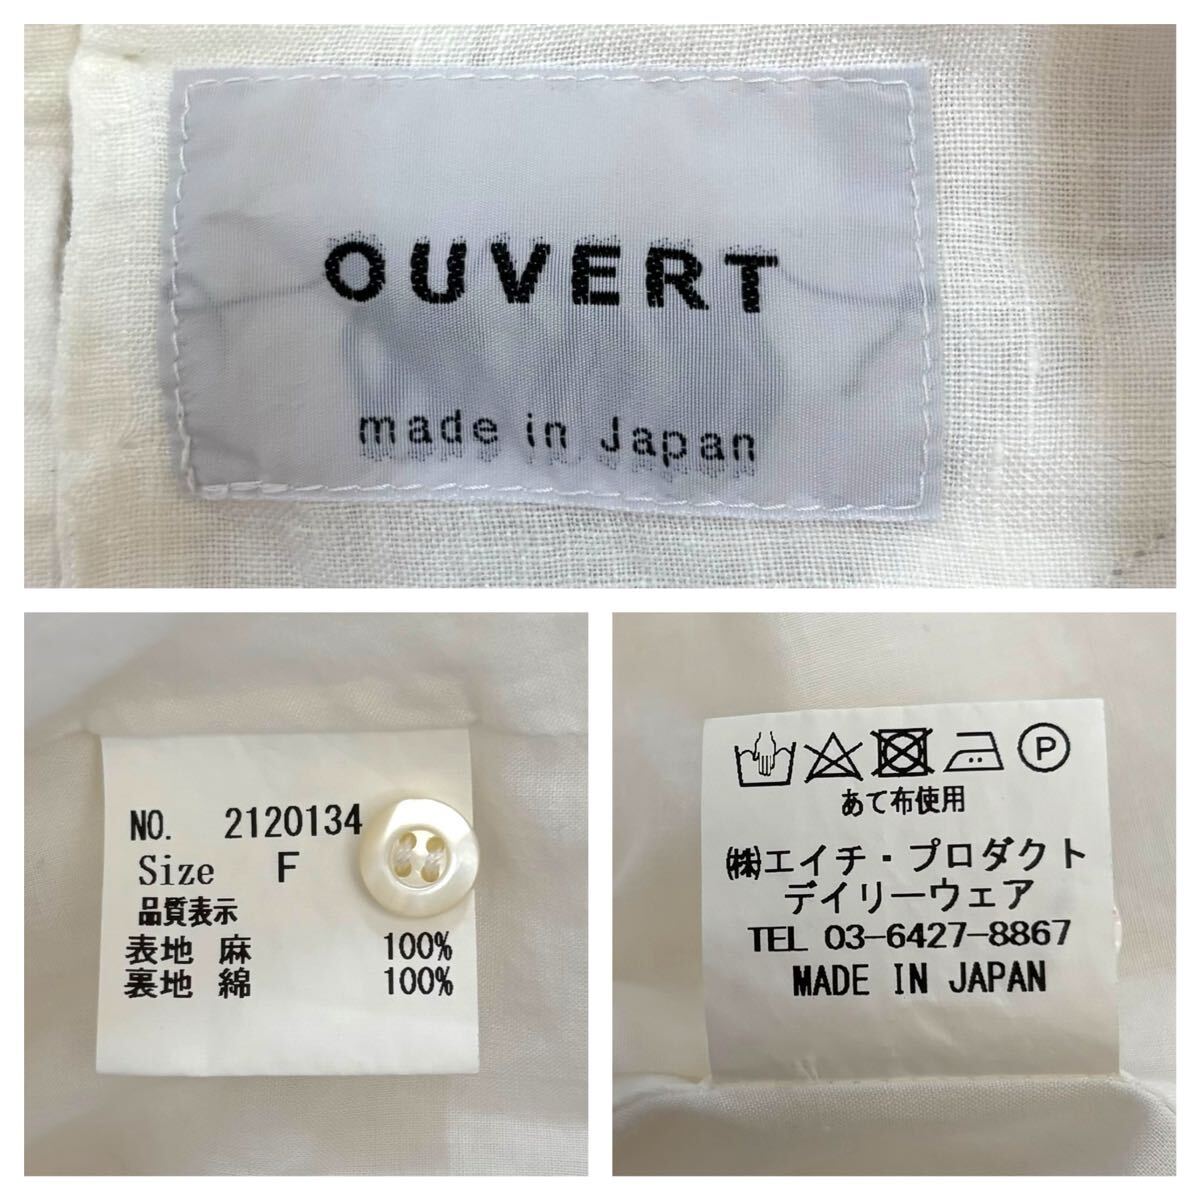 OUVERT
made in Japan
NO. 2120134
Size F
品質表示
表地 麻 100%
裏地 綿 100%
P
あて布使用
㈱エイチ・プロダクト
デイリーウェア
TEL 03-6427-8867
MADE IN JAPAN